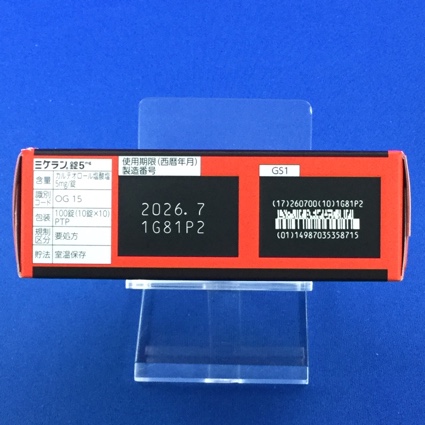 ミケラン錠5mg
含量 カルテオロール塩酸塩
5mg/錠
識別コード OG 15
包装 100錠(10錠×10)
PTP
規制区分 要処方
貯法 室温保存
使用期限(西暦年月)
製造番号
2026.7
1G81P2
GS1
(17)260700(10)1G81P2
(01)14987035358715